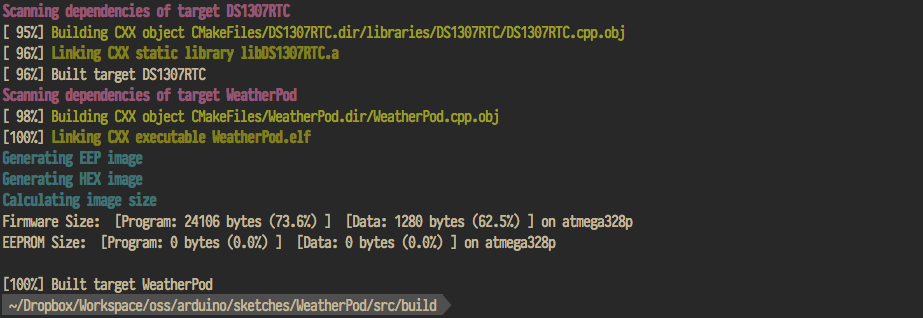 Scanning dependencies of target DS1307RTC
[ 95%] Building CXX object CMakeFiles/DS1307RTC.dir/libraries/DS1307RTC/DS1307RTC.cpp.obj
[ 96%] Linking CXX static library libDS1307RTC.a
[ 96%] Built target DS1307RTC
Scanning dependencies of target WeatherPod
[ 98%] Building CXX object CMakeFiles/WeatherPod.dir/WeatherPod.cpp.obj
[100%] Linking CXX executable WeatherPod.elf
Generating EEP image
Generating HEX image
Calculating image size
Firmware Size:  [Program: 24106 bytes (73.6%) ]  [Data: 1280 bytes (62.5%) ] on atmega328p
EEPROM Size:  [Program: 0 bytes (0.0%) ]  [Data: 0 bytes (0.0%) ] on atmega328p
[100%] Built target WeatherPod
~/Dropbox/Workspace/oss/arduino/sketches/WeatherPod/src/build